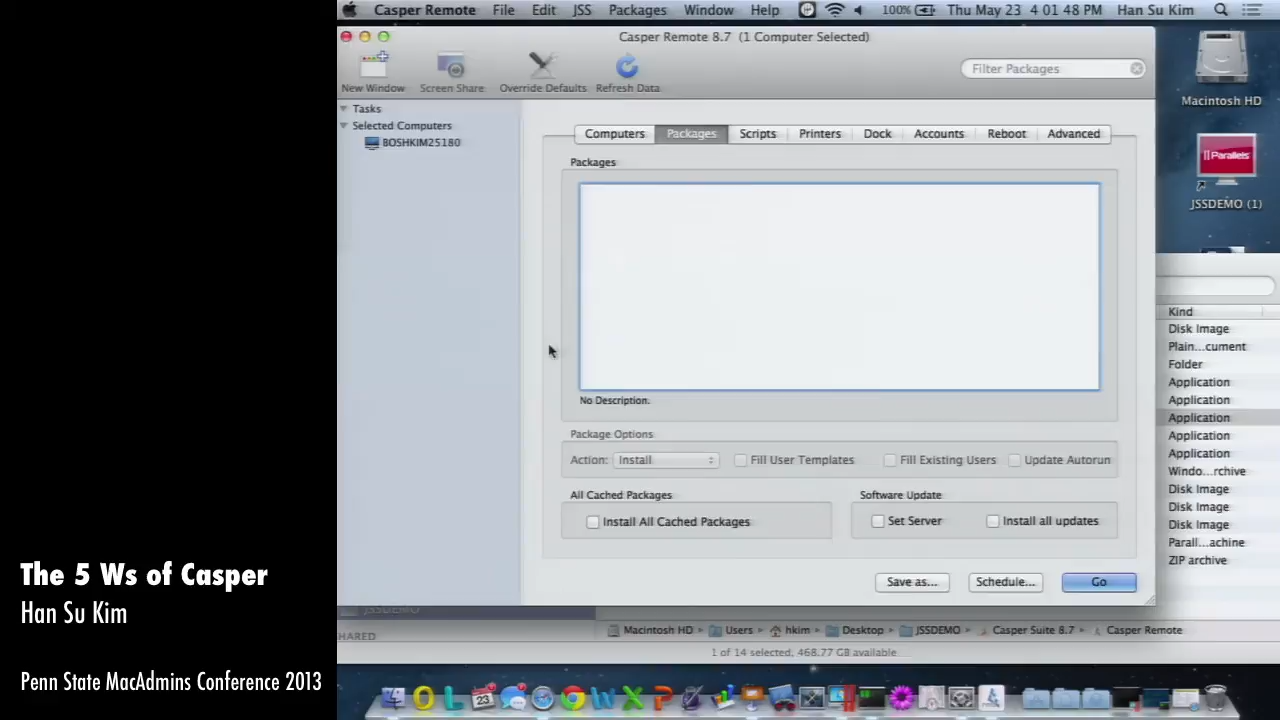 Casper Remote File Edit JSS Packages Window Help 100% Thu May 23 4:01:48 PM Han Su Kim
Casper Remote 8.7 (1 Computer Selected)
New Window Screen Share Override Defaults Refresh Data
Filter Packages
Tasks
Selected Computers
BOSHKIM25180
Computers Packages Scripts Printers Dock Accounts Reboot Advanced
Packages
No Description.
Package Options
Action: Install Fill User Templates Fill Existing Users Update Autorun
All Cached Packages
Install All Cached Packages
Software Update
Set Server Install all updates
Save as... Schedule... Go
Macintosh HD
Parallels
JSSDEMO (1)
Kind
Disk Image
Plain...cument
Folder
Application
Application
Application
Application
Application
Windo...rchive
Disk Image
Disk Image
Disk Image
Parall...achine
ZIP archive
JSSDEMO
SHARED
Macintosh HD Users hkim Desktop JSSDEMO Casper Suite 8.7 Casper Remote
1 of 14 selected, 468.77 GB available
23
The 5 Ws of Casper
Han Su Kim
Penn State MacAdmins Conference 2013